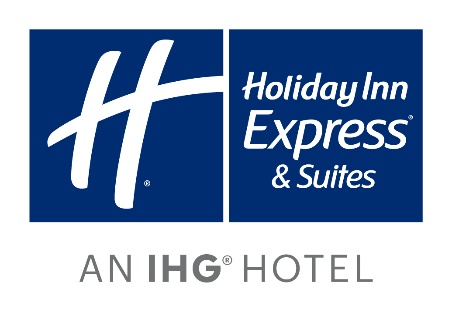 H®
Holiday Inn
Express®
& Suites
AN IHG® HOTEL